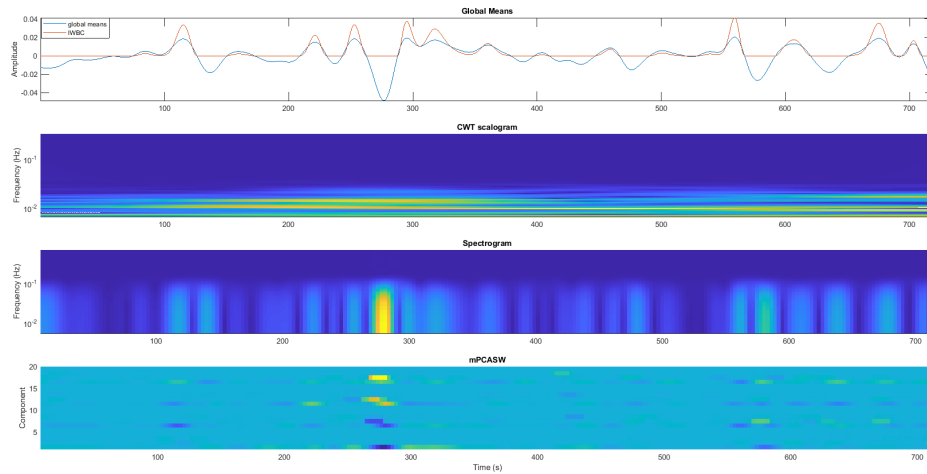 Global Means
global means
IWBC
0.04
0.02
0
-0.02
-0.04
Amplitude
100 200 300 400 500 600 700
CWT scalogram
10-1
10-2
Frequency (Hz)
100 200 300 400 500 600 700
Spectrogram
10-1
10-2
Frequency (Hz)
100 200 300 400 500 600 700
mPCASW
20
15
10
5
Component
100 200 300 400 500 600 700
Time (s)